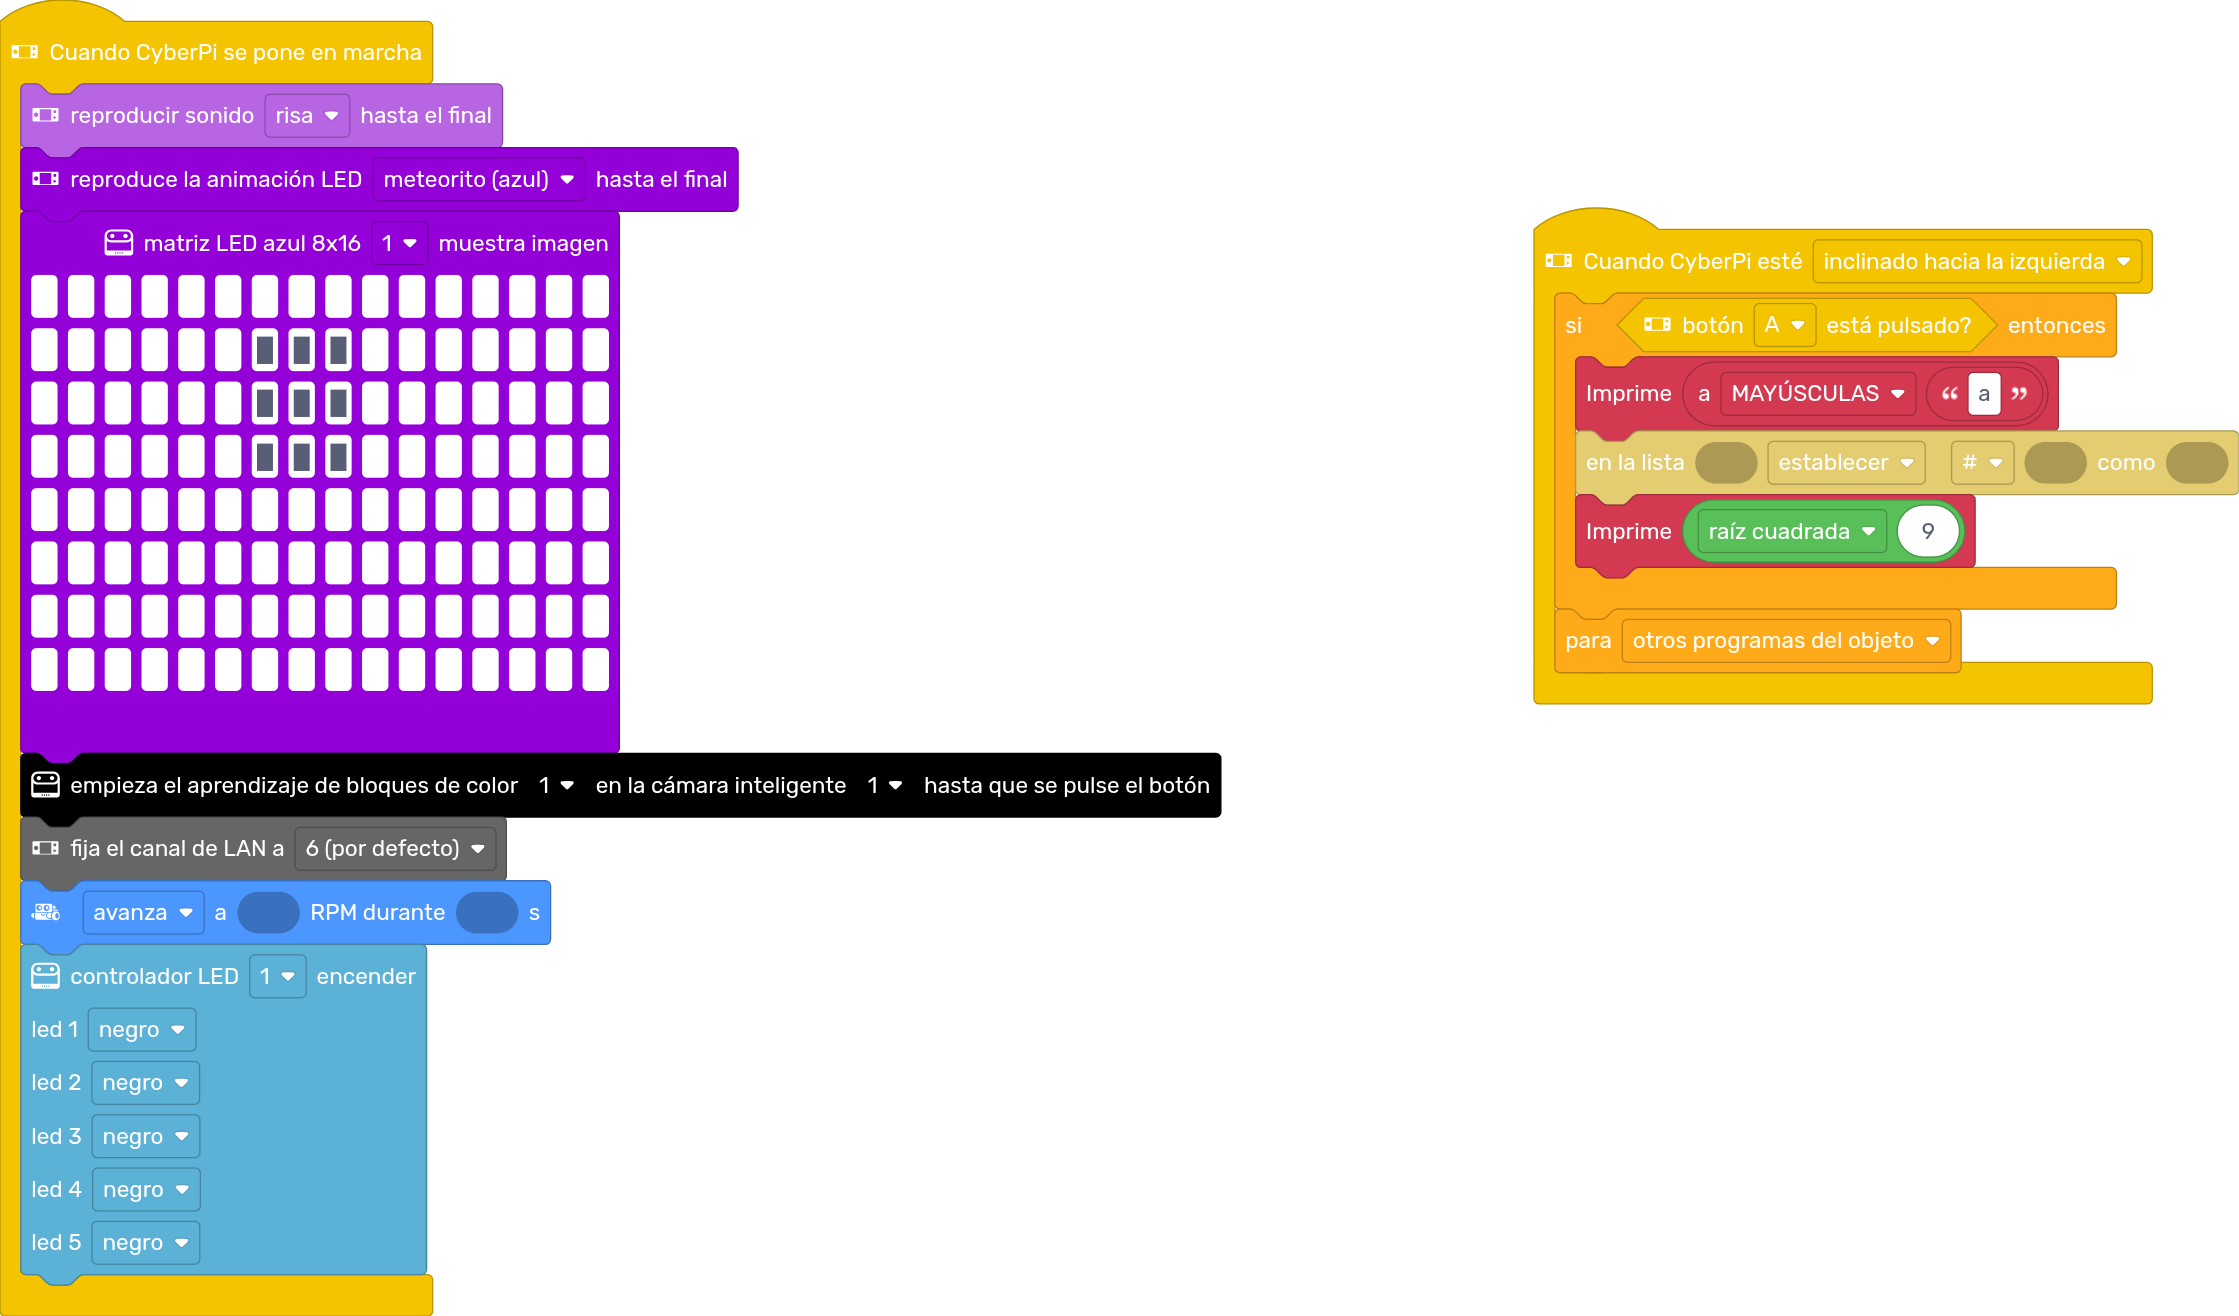 Cuando CyberPi se pone en marcha
reproducir sonido risa hasta el final
reproduce la animación LED meteorito (azul) hasta el final
matriz LED azul 8x16 1 muestra imagen
empieza el aprendizaje de bloques de color 1 en la cámara inteligente 1 hasta que se pulse el botón
fija el canal de LAN a 6 (por defecto)
avanza a RPM durante s
controlador LED 1 encender
led 1 negro
led 2 negro
led 3 negro
led 4 negro
led 5 negro
Cuando CyberPi esté inclinado hacia la izquierda
si botón A está pulsado? entonces
Imprime a MAYÚSCULAS “ a ”
en la lista establecer # como
Imprime raíz cuadrada 9
para otros programas del objeto